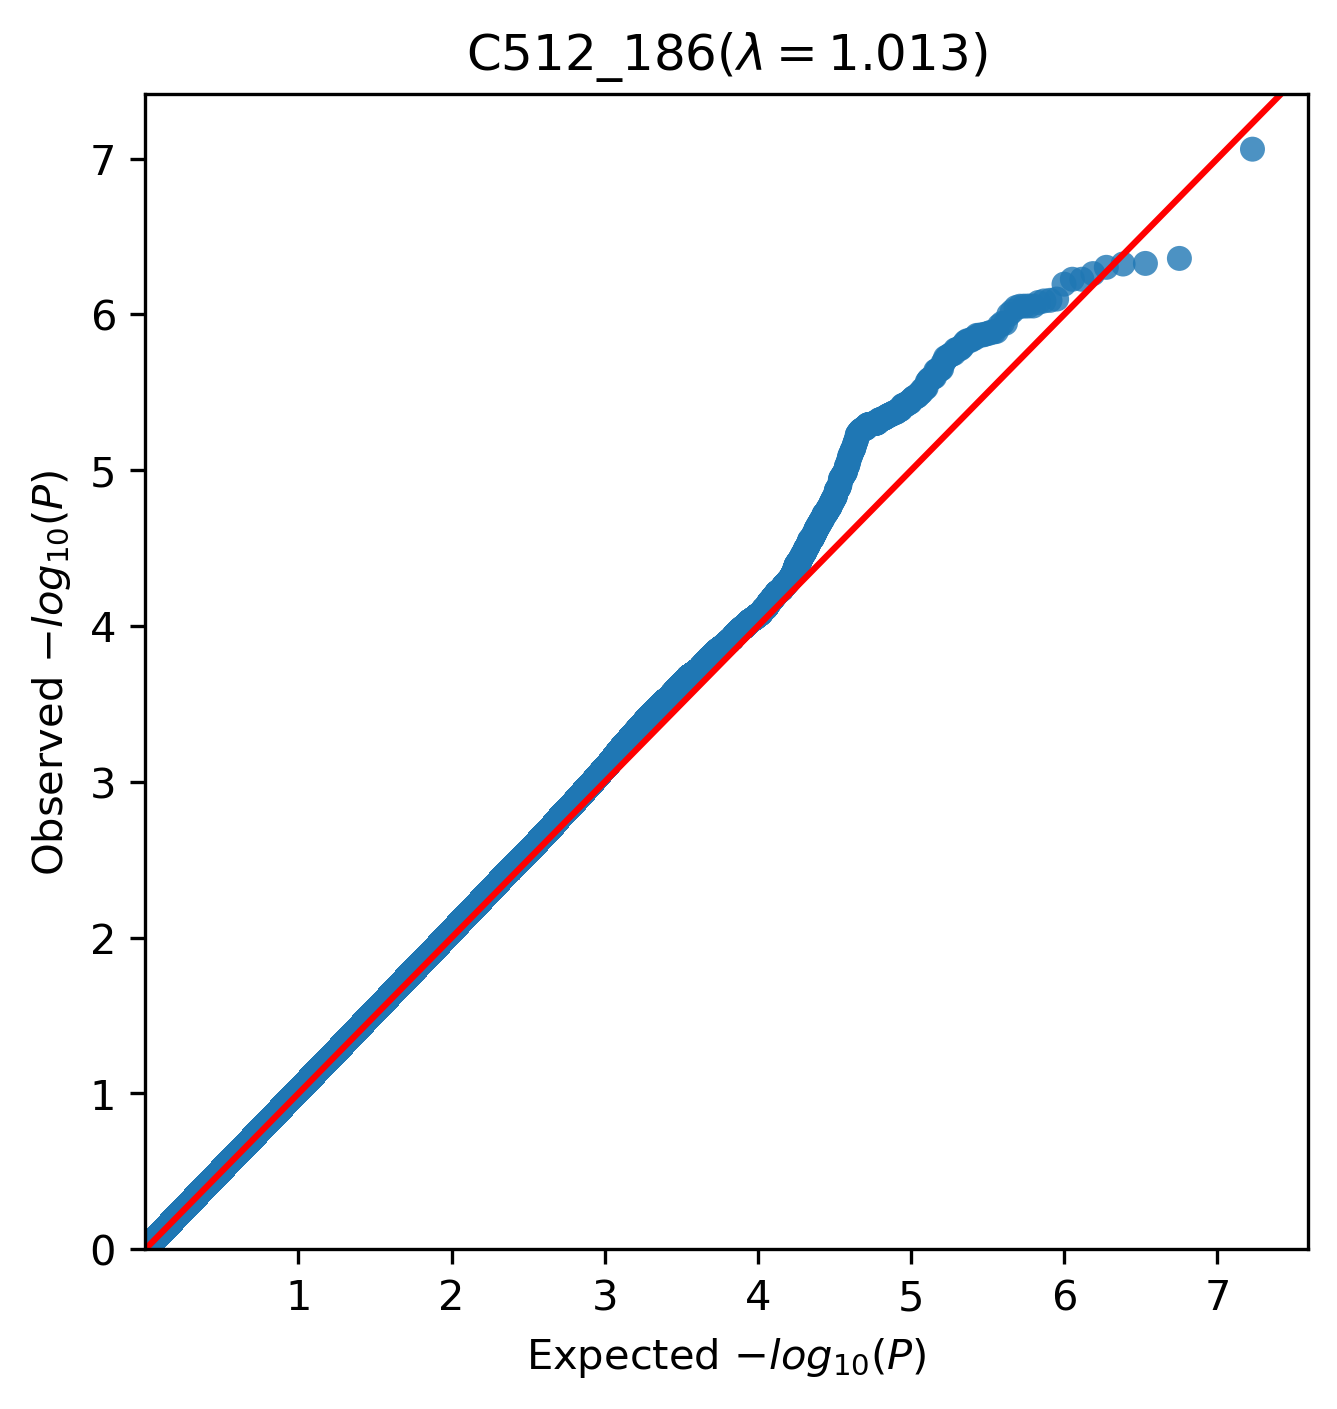 C512_186(λ = 1.013)
Observed −log₁₀(P)
7
6
5
4
3
2
1
0
1 2 3 4 5 6 7
Expected −log₁₀(P)